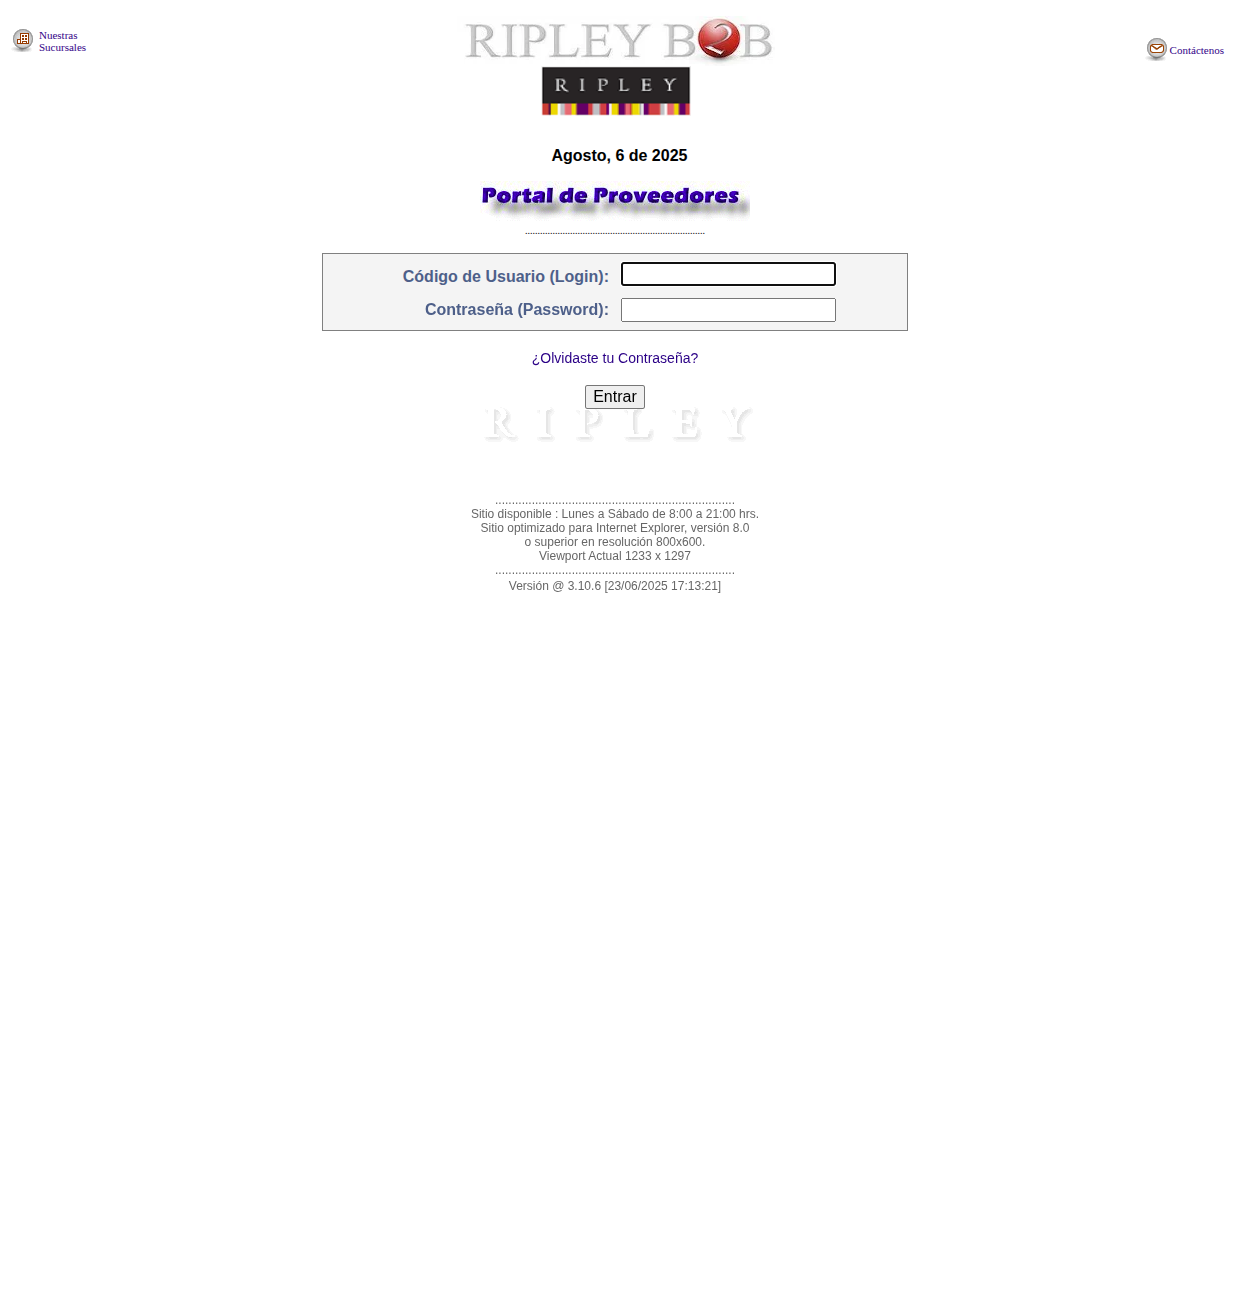 Nuestras
Sucursales
RIPLEY B2B
RIPLEY
Contáctenos
Agosto, 6 de 2025
Portal de Proveedores
Código de Usuario (Login):
Contraseña (Password):
¿Olvidaste tu Contraseña?
Entrar
RIPLEY
Sitio disponible : Lunes a Sábado de 8:00 a 21:00 hrs.
Sitio optimizado para Internet Explorer, versión 8.0
o superior en resolución 800x600.
Viewport Actual 1233 x 1297
Versión @ 3.10.6 [23/06/2025 17:13:21]